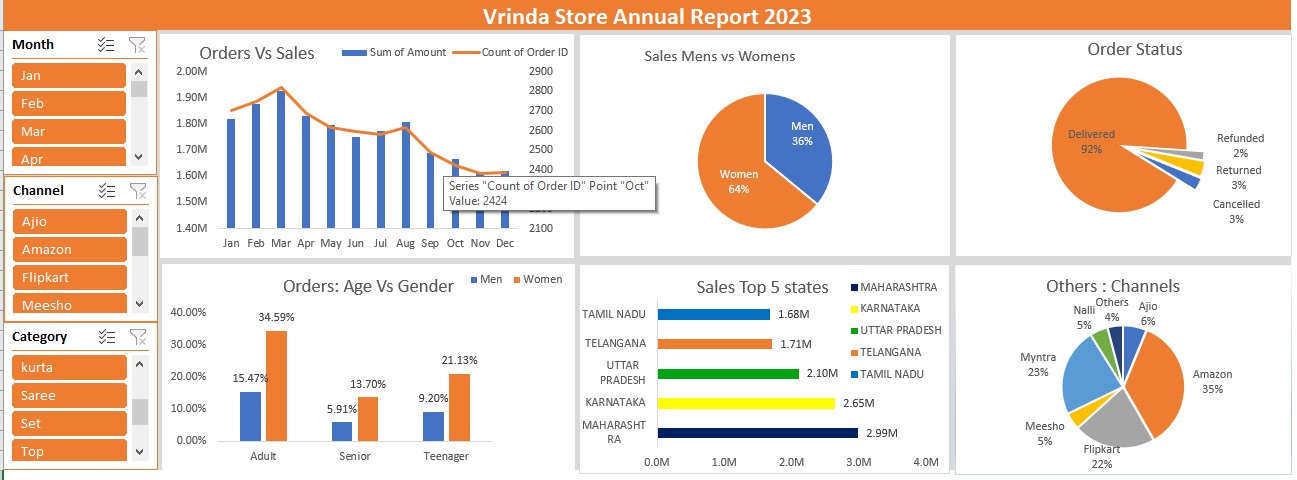 Vrinda Store Annual Report 2023
Month
Jan
Feb
Mar
Apr
Channel
Ajio
Amazon
Flipkart
Meesho
Category
kurta
Saree
Set
Top
Orders Vs Sales
Sum of Amount
Count of Order ID
2.00M
1.90M
1.80M
1.70M
1.60M
1.50M
1.40M
2900
2800
2700
2600
2500
2400
2100
Series "Count of Order ID" Point "Oct"
Value: 2424
Jan Feb Mar Apr May Jun Jul Aug Sep Oct Nov Dec
Sales Mens vs Womens
Men
36%
Women
64%
Order Status
Delivered
92%
Refunded
2%
Returned
3%
Cancelled
3%
Orders: Age Vs Gender
Men Women
40.00%
30.00%
20.00%
10.00%
0.00%
15.47%
34.59%
5.91%
13.70%
9.20%
21.13%
Adult Senior Teenager
Sales Top 5 states
MAHARASHTRA
KARNATAKA
UTTAR PRADESH
TELANGANA
TAMIL NADU
TAMIL NADU
1.68M
TELANGANA
1.71M
UTTAR
PRADESH
2.10M
KARNATAKA
2.65M
MAHARASHT
RA
2.99M
0.0M 1.0M 2.0M 3.0M 4.0M
Others : Channels
Others
4%
Ajio
6%
Nalli
5%
Myntra
23%
Amazon
35%
Meesho
5%
Flipkart
22%